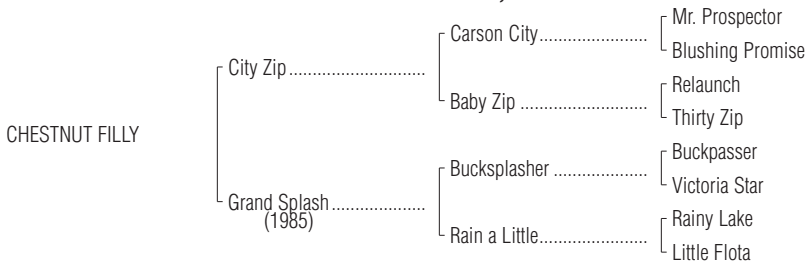 Mr. Prospector
Carson City
Blushing Promise
City Zip
Relaunch
Baby Zip
Thirty Zip
CHESTNUT FILLY
Buckpasser
Bucksplasher
Victoria Star
Grand Splash
(1985)
Rainy Lake
Rain a Little
Little Flota